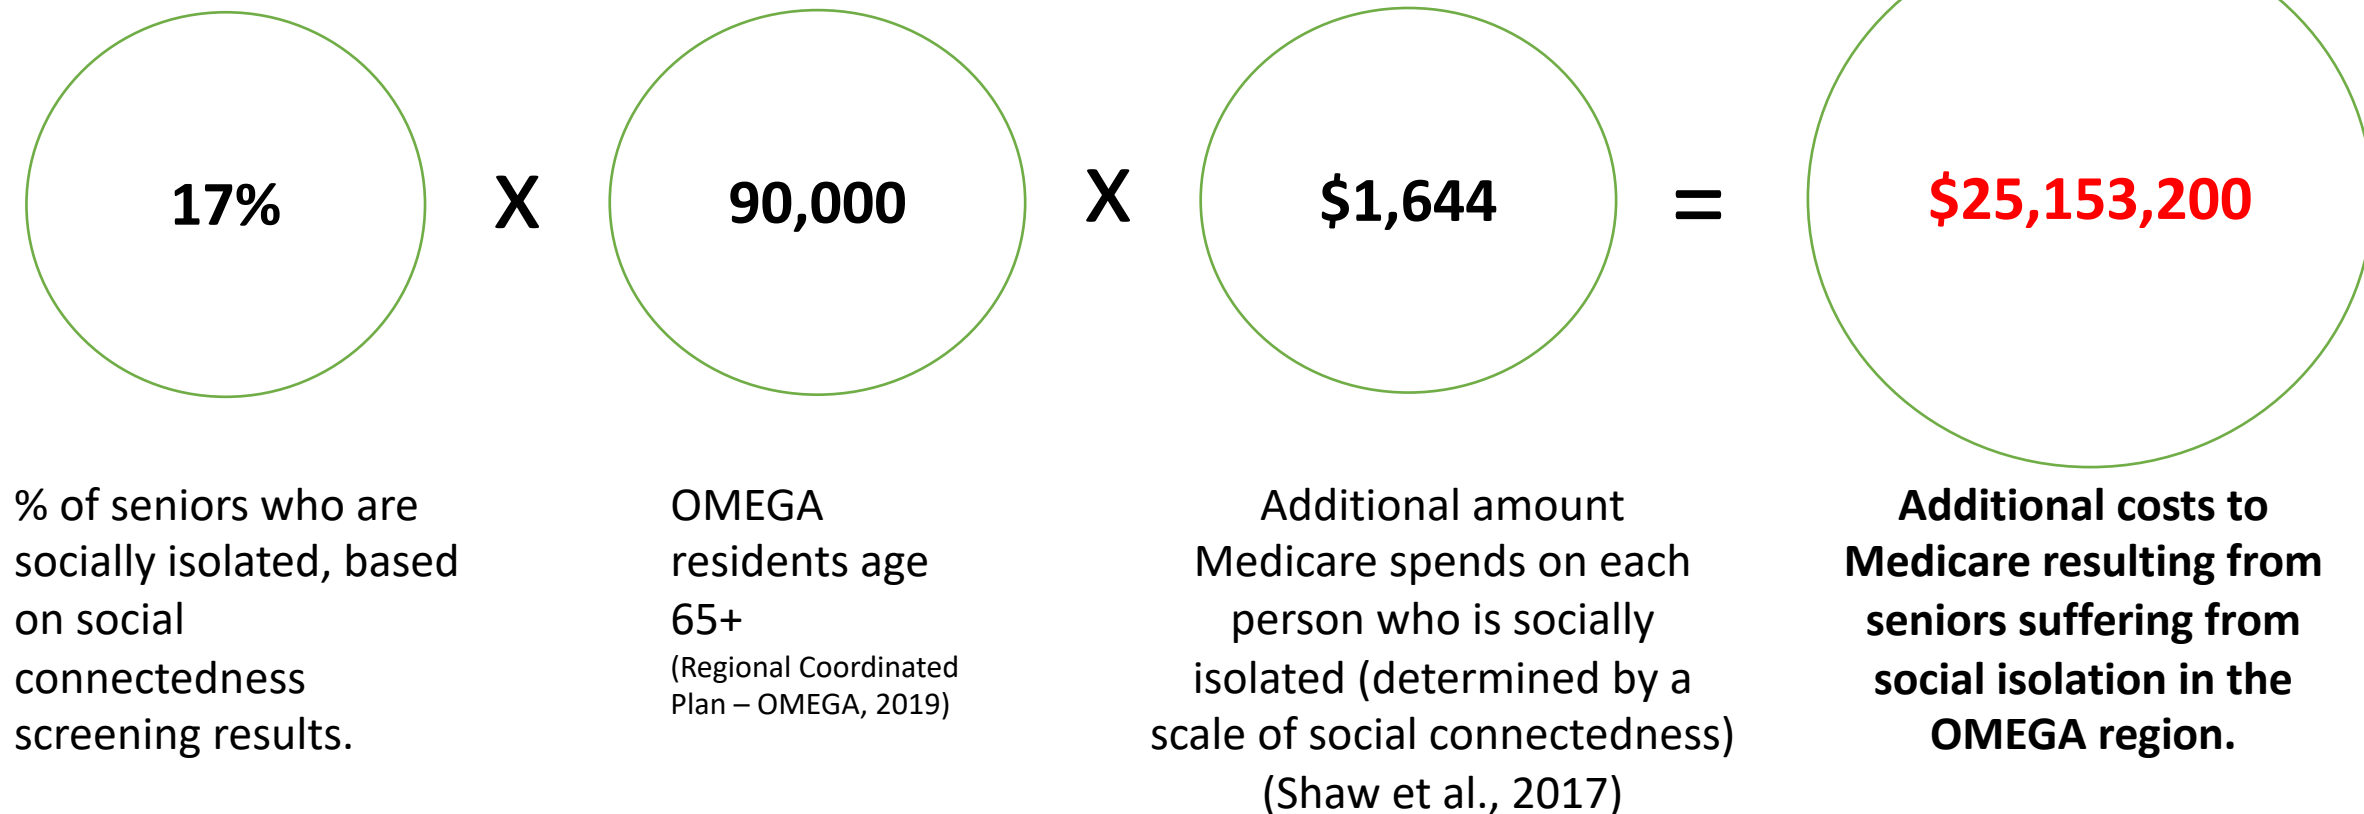 17%
X
90,000
X
$1,644
=
$25,153,200
% of seniors who are
socially isolated, based
on social
connectedness
screening results.
OMEGA
residents age
65+
(Regional Coordinated
Plan – OMEGA, 2019)
Additional amount
Medicare spends on each
person who is socially
isolated (determined by a
scale of social connectedness)
(Shaw et al., 2017)
Additional costs to
Medicare resulting from
seniors suffering from
social isolation in the
OMEGA region.